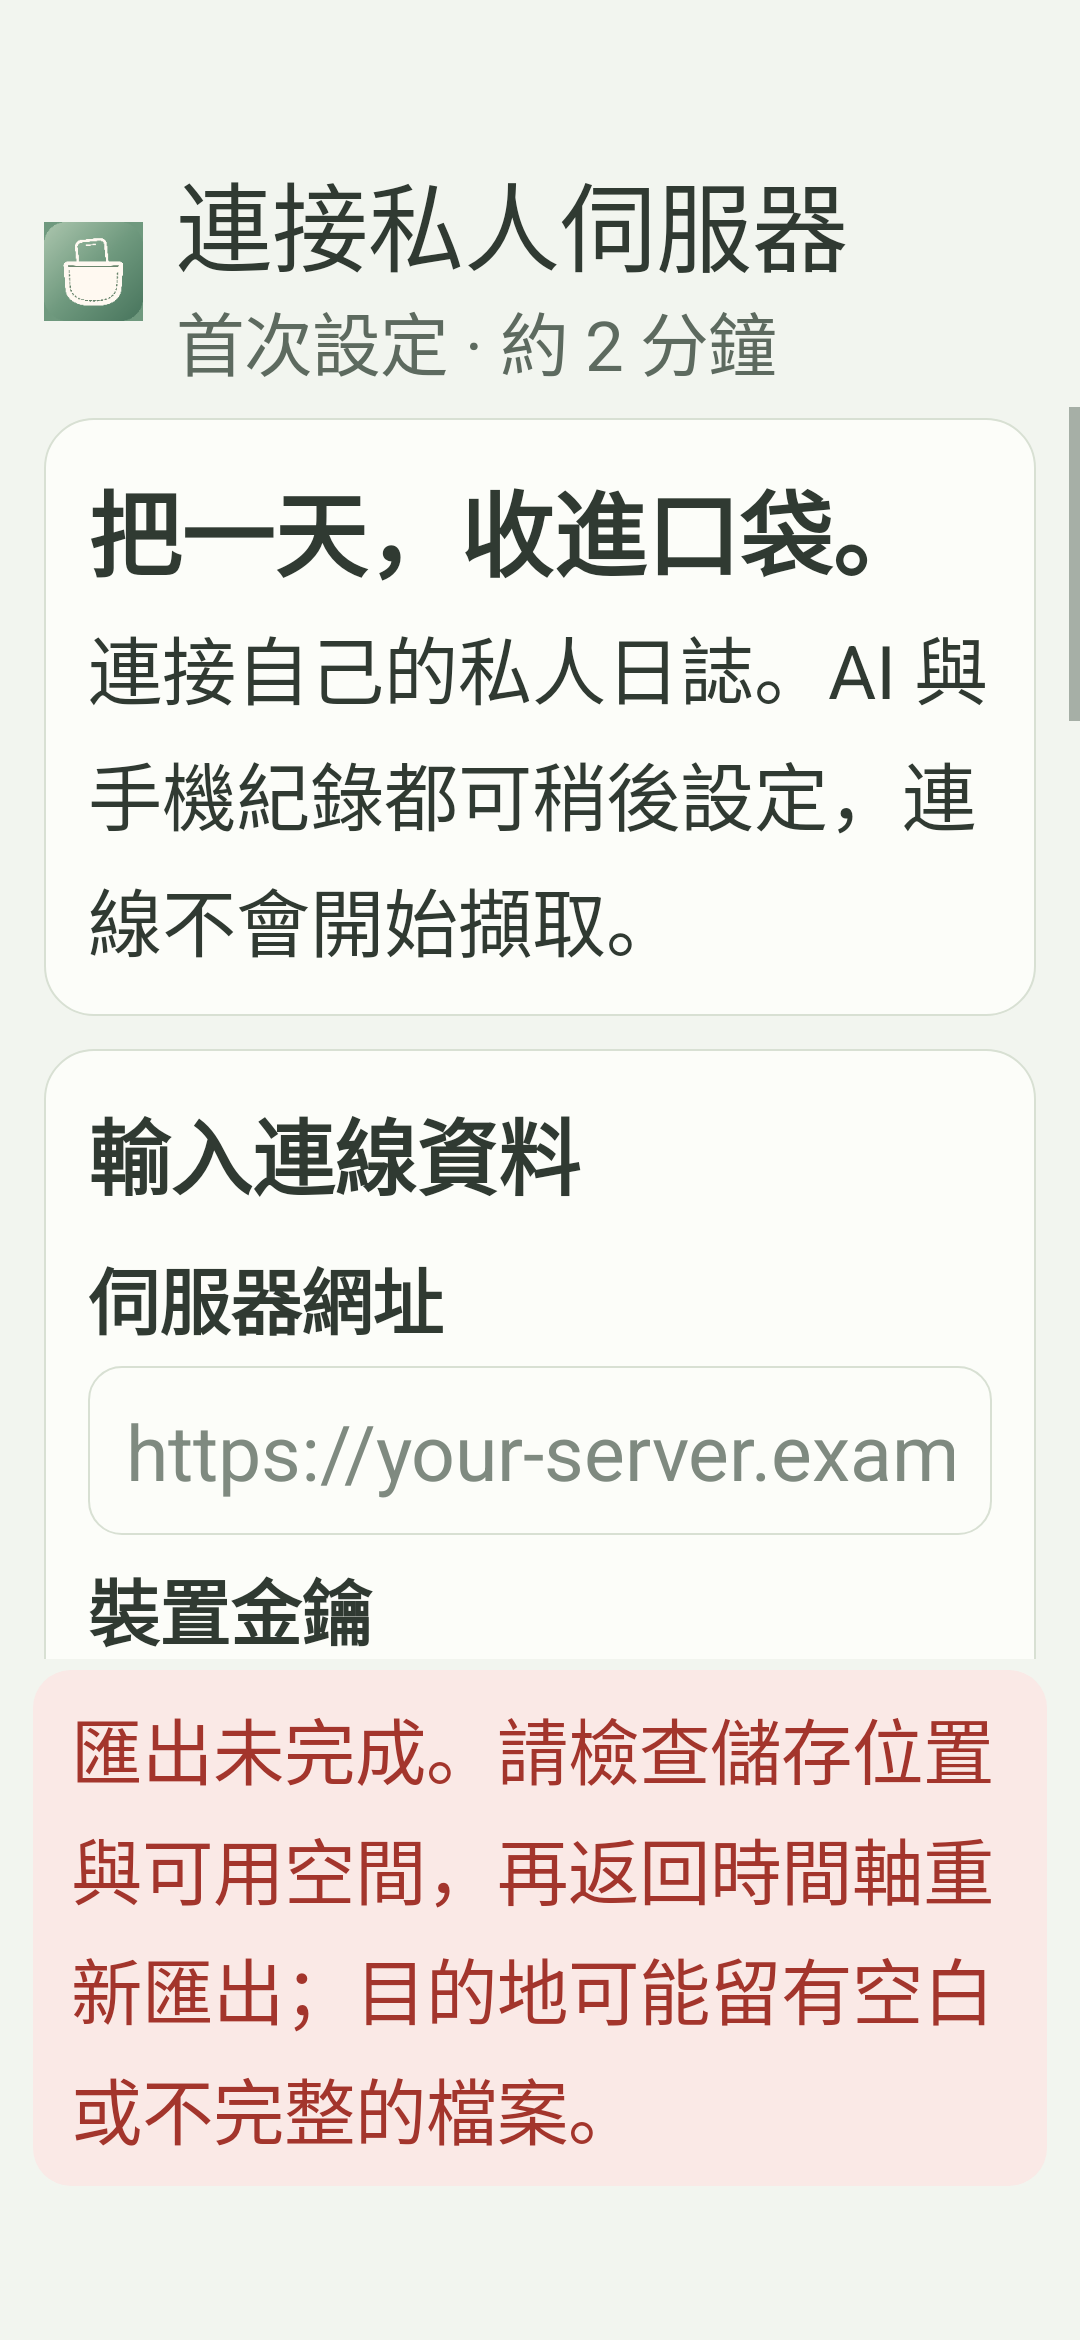 連接私人伺服器
首次設定 · 約 2 分鐘
把一天，收進口袋。
連接自己的私人日誌。AI 與
手機紀錄都可稍後設定，連
線不會開始擷取。
輸入連線資料
伺服器網址
https://your-server.exam
裝置金鑰
匯出未完成。請檢查儲存位置
與可用空間，再返回時間軸重
新匯出；目的地可能留有空白
或不完整的檔案。